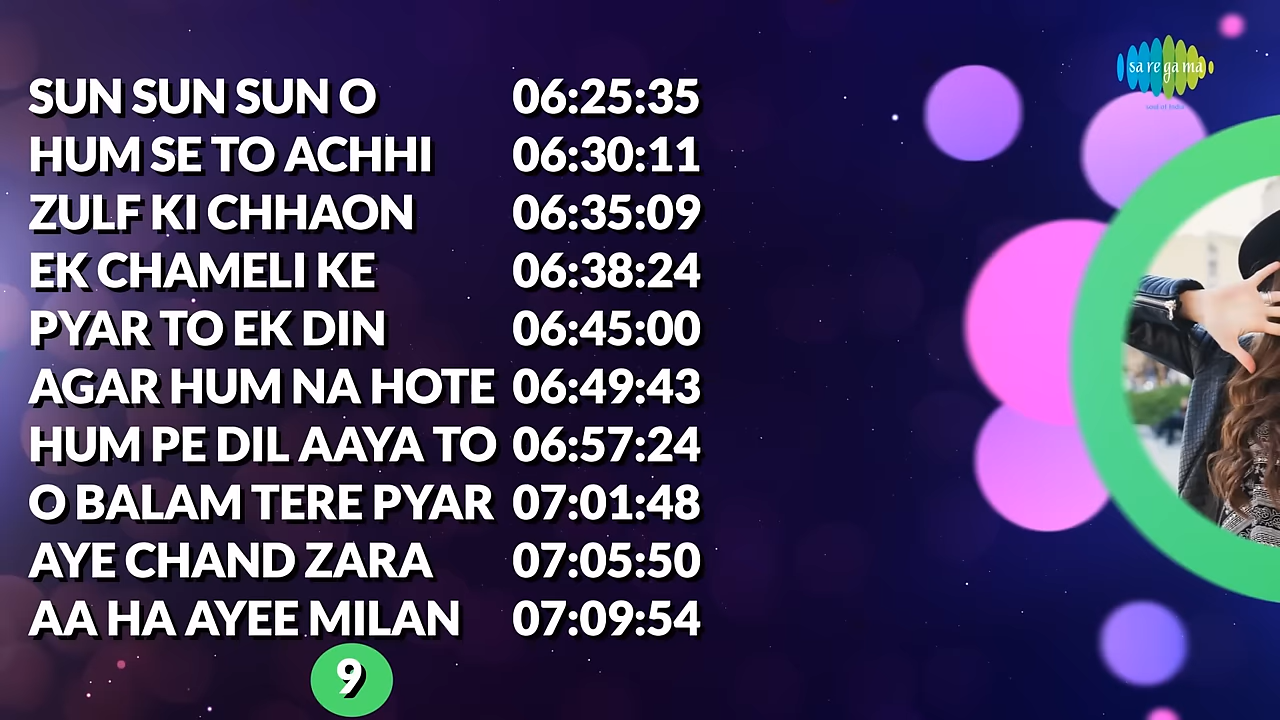 sa re ga ma
soul of India
SUN SUN SUN O 06:25:35
HUM SE TO ACHHI 06:30:11
ZULF KI CHHAON 06:35:09
EK CHAMELI KE 06:38:24
PYAR TO EK DIN 06:45:00
AGAR HUM NA HOTE 06:49:43
HUM PE DIL AAYA TO 06:57:24
O BALAM TERE PYAR 07:01:48
AYE CHAND ZARA 07:05:50
AA HA AYEE MILAN 07:09:54
9